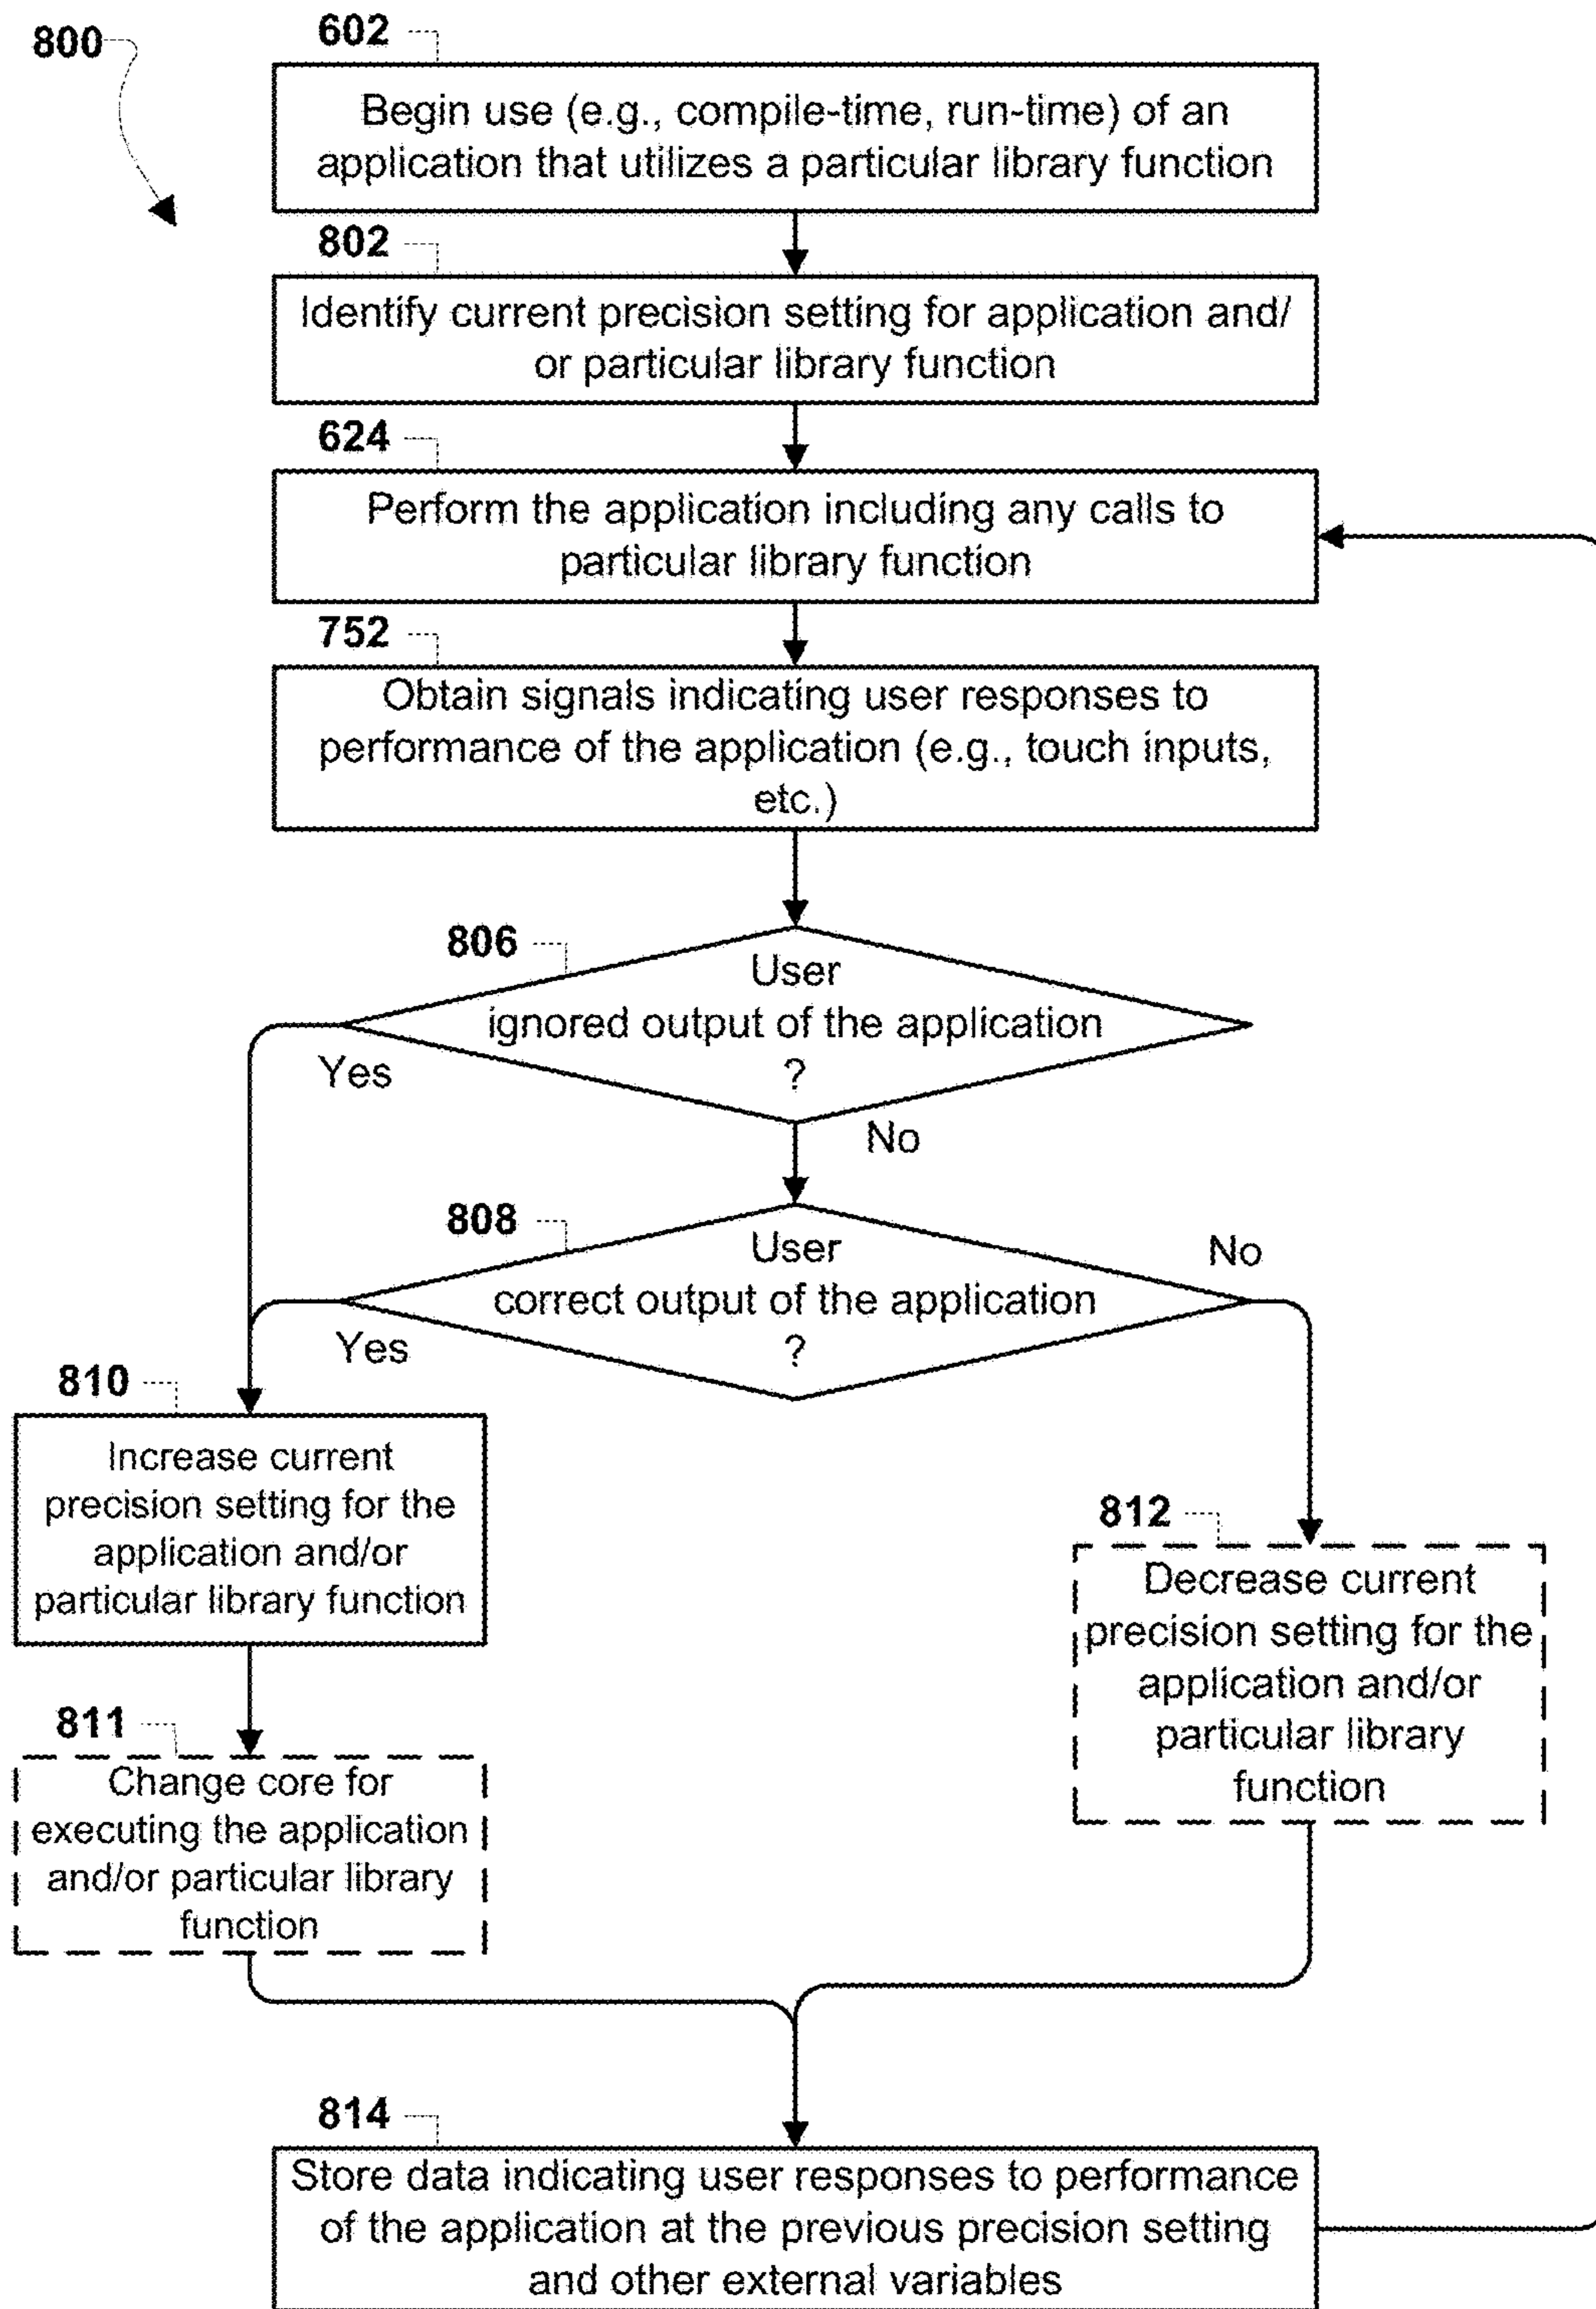 800
602
Begin use (e.g., compile-time, run-time) of an
application that utilizes a particular library function
802
Identify current precision setting for application and/
or particular library function
624
Perform the application including any calls to
particular library function
752
Obtain signals indicating user responses to
performance of the application (e.g., touch inputs,
etc.)
806
User
ignored output of the application
?
Yes
No
808
User
correct output of the application
?
No
Yes
810
Increase current
precision setting for the
application and/or
particular library function
812
Decrease current
precision setting for the
application and/or
particular library
function
811
Change core for
executing the application
and/or particular library
function
814
Store data indicating user responses to performance
of the application at the previous precision setting
and other external variables